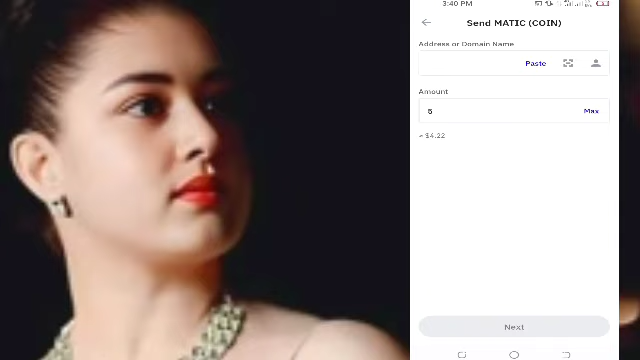 3:40 PM
Send MATIC (COIN)
Address or Domain Name
Paste
Amount
5
Max
≈ $4.22
Next